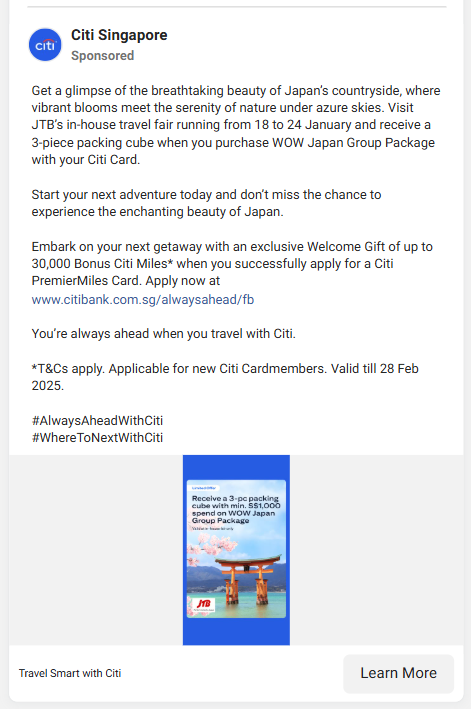 citi
Citi Singapore
Sponsored
Get a glimpse of the breathtaking beauty of Japan's countryside, where
vibrant blooms meet the serenity of nature under azure skies. Visit
JTB's in-house travel fair running from 18 to 24 January and receive a
3-piece packing cube when you purchase WOW Japan Group Package
with your Citi Card.
Start your next adventure today and don't miss the chance to
experience the enchanting beauty of Japan.
Embark on your next getaway with an exclusive Welcome Gift of up to
30,000 Bonus Citi Miles* when you successfully apply for a Citi
PremierMiles Card. Apply now at
www.citibank.com.sg/alwaysahead/fb
You're always ahead when you travel with Citi.
*T&Cs apply. Applicable for new Citi Cardmembers. Valid till 28 Feb
2025.
#AlwaysAheadWithCiti
#WhereToNextWithCiti
Receive a 3-pc packing
cube with min. S$1,000
spend on WOW Japan
Group Package
JTB
Travel Smart with Citi
Learn More